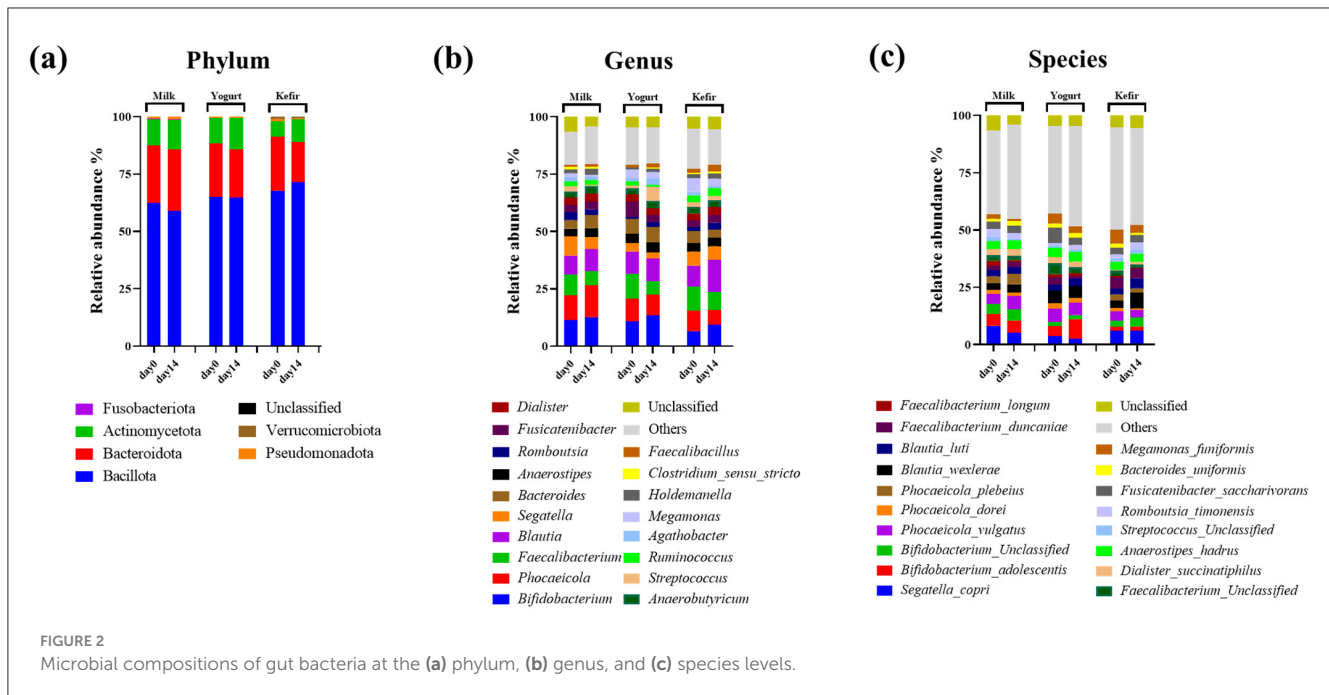 (a) Phylum
Milk Yogurt Kefir
Relative abundance %
100
75
50
25
0
day0 day14 day0 day14 day0 day14
Fusobacteriota
Actinomycetota
Bacteroidota
Bacillota
Unclassified
Verrucomicrobiota
Pseudomonadota
(b) Genus
Milk Yogurt Kefir
Relative abundance %
100
75
50
25
0
day0 day14 day0 day14 day0 day14
Dialister
Fusicatenibacter
Romboutsia
Anaerostipes
Bacteroides
Segatella
Blautia
Faecalibacterium
Phocaeicola
Bifidobacterium
Unclassified
Others
Faecalibacillus
Clostridium_sensu_stricto
Holdemanella
Megamonas
Agathobacter
Ruminococcus
Streptococcus
Anaerobutyricum
(c) Species
Milk Yogurt Kefir
Relative abundance %
100
75
50
25
0
day0 day14 day0 day14 day0 day14
Faecalibacterium_longum
Faecalibacterium_duncaniae
Blautia_luti
Blautia_wexlerae
Phocaeicola_plebeius
Phocaeicola_dorei
Phocaeicola_vulgatus
Bifidobacterium_Unclassified
Bifidobacterium_adolescentis
Segatella_copri
Unclassified
Others
Megamonas_funiformis
Bacteroides_uniformis
Fusicatenibacter_saccharivorans
Romboutsia_timonensis
Streptococcus_Unclassified
Anaerostipes_hadrus
Dialister_succinatiphilus
Faecalibacterium_Unclassified
FIGURE 2
Microbial compositions of gut bacteria at the (a) phylum, (b) genus, and (c) species levels.